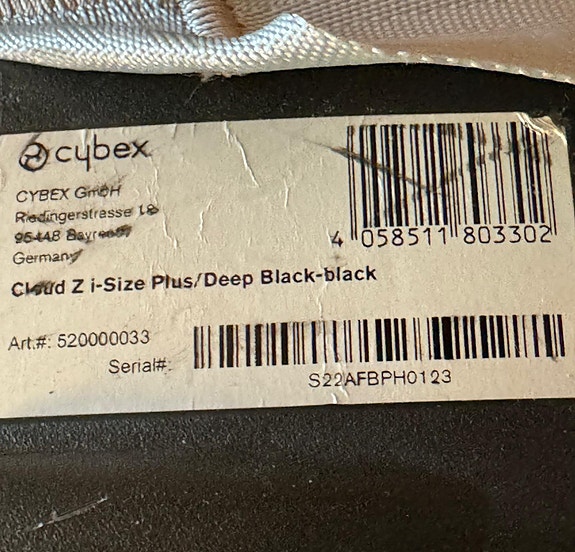 cybex
CYBEX GmbH
Riedingerstrasse 18
95448 Bayreuth
Germany
4 058511 803302
Cloud Z i-Size Plus/Deep Black-black
Art.#: 520000033
Serial#:
S22AFBPH0123